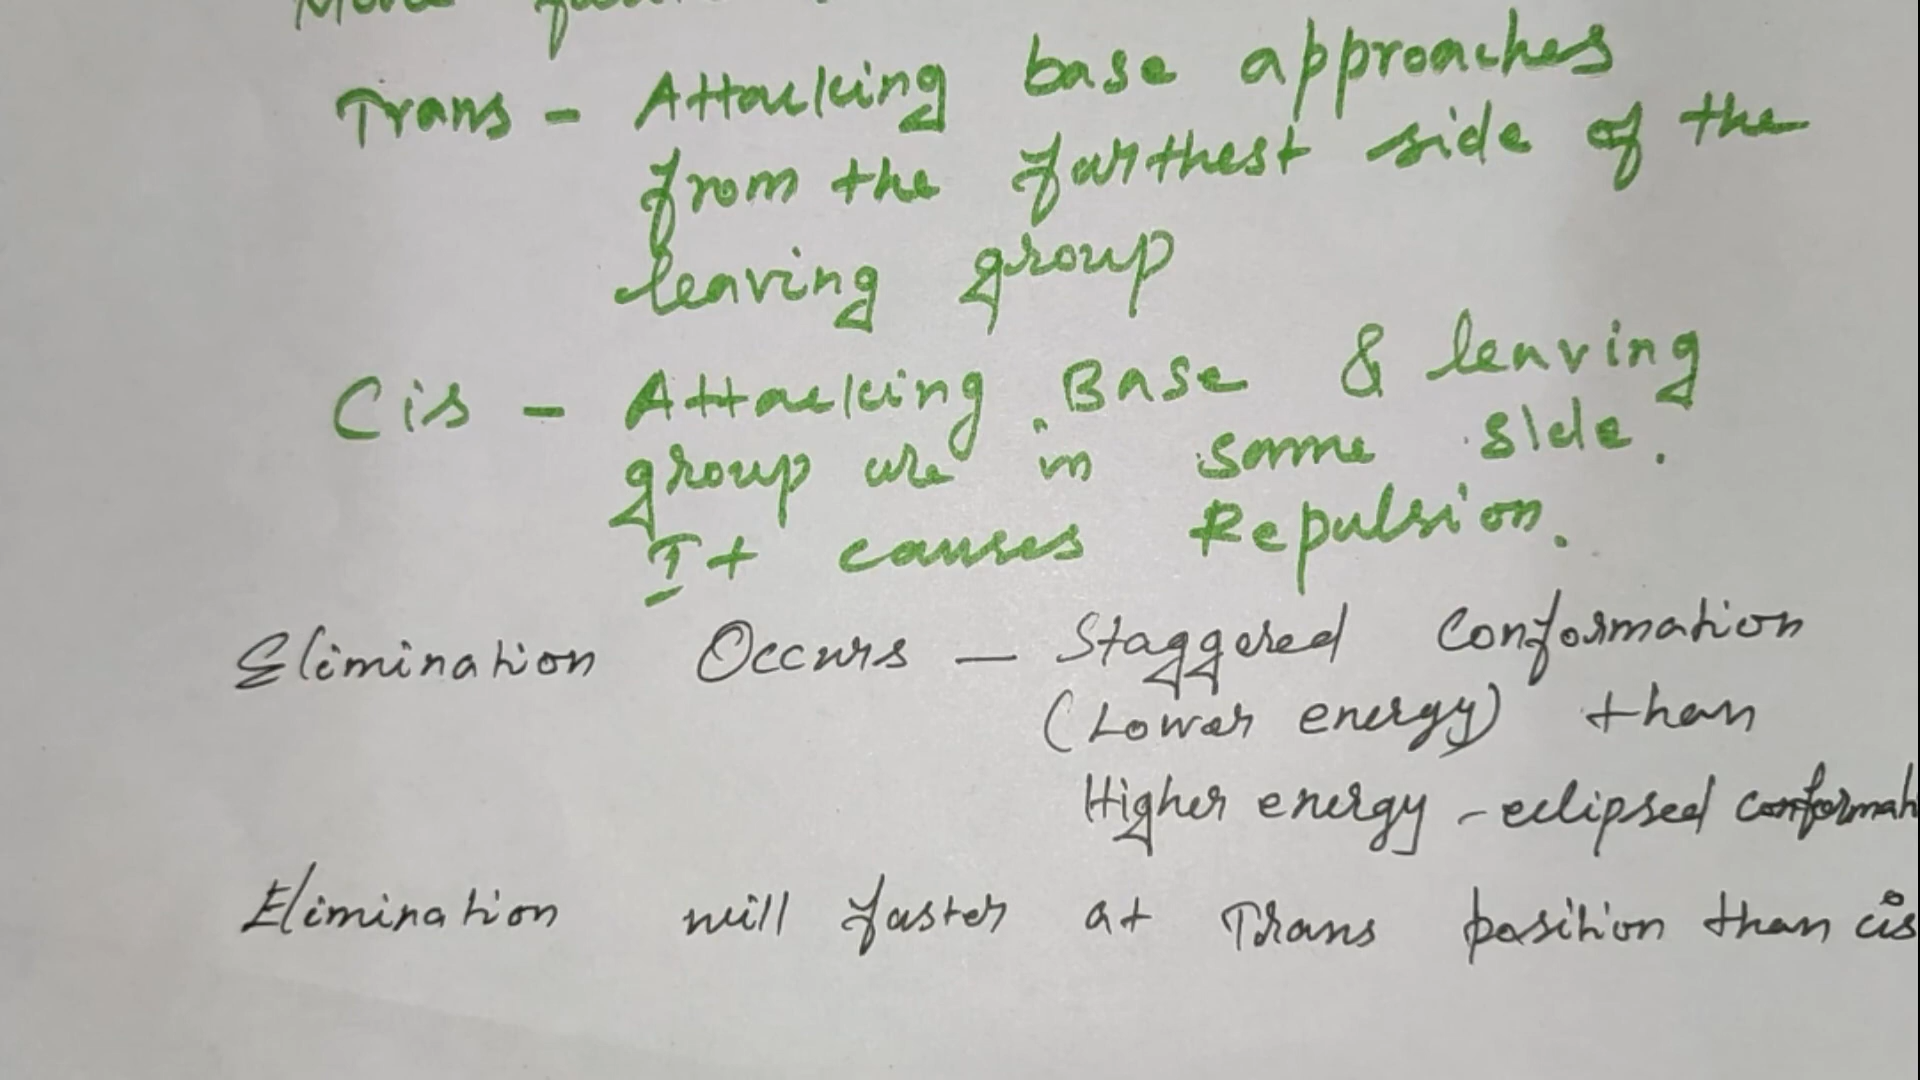 Trans - Attacking base approaches
from the furthest side of the
leaving group
Cis - Attacking Base & leaving
group are in same side.
It causes Repulsion.
Elimination Occurs - Staggered Conformation
(Lower energy) than
Higher energy - eclipsed conformati
Elimination will faster at Trans position than cis